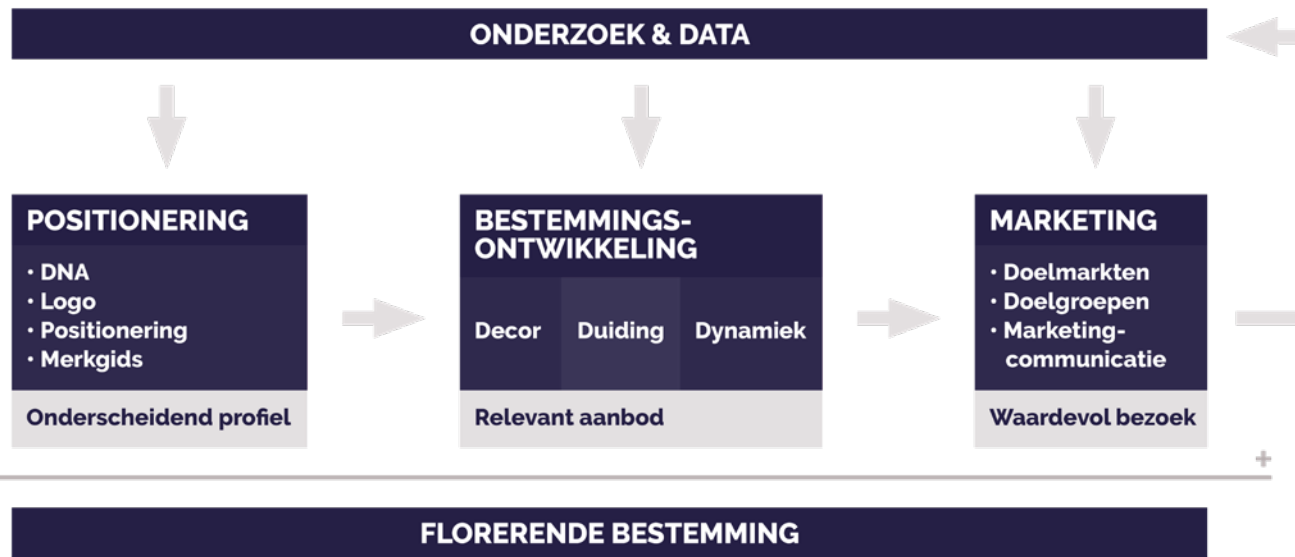 ONDERZOEK & DATA
POSITIONERING
• DNA
• Logo
• Positionering
• Merkgids
Onderscheidend profiel
BESTEMMINGS-
ONTWIKKELING
Decor Duiding Dynamiek
Relevant aanbod
MARKETING
• Doelmarkten
• Doelgroepen
• Marketing-
communicatie
Waardevol bezoek
+
FLORERENDE BESTEMMING